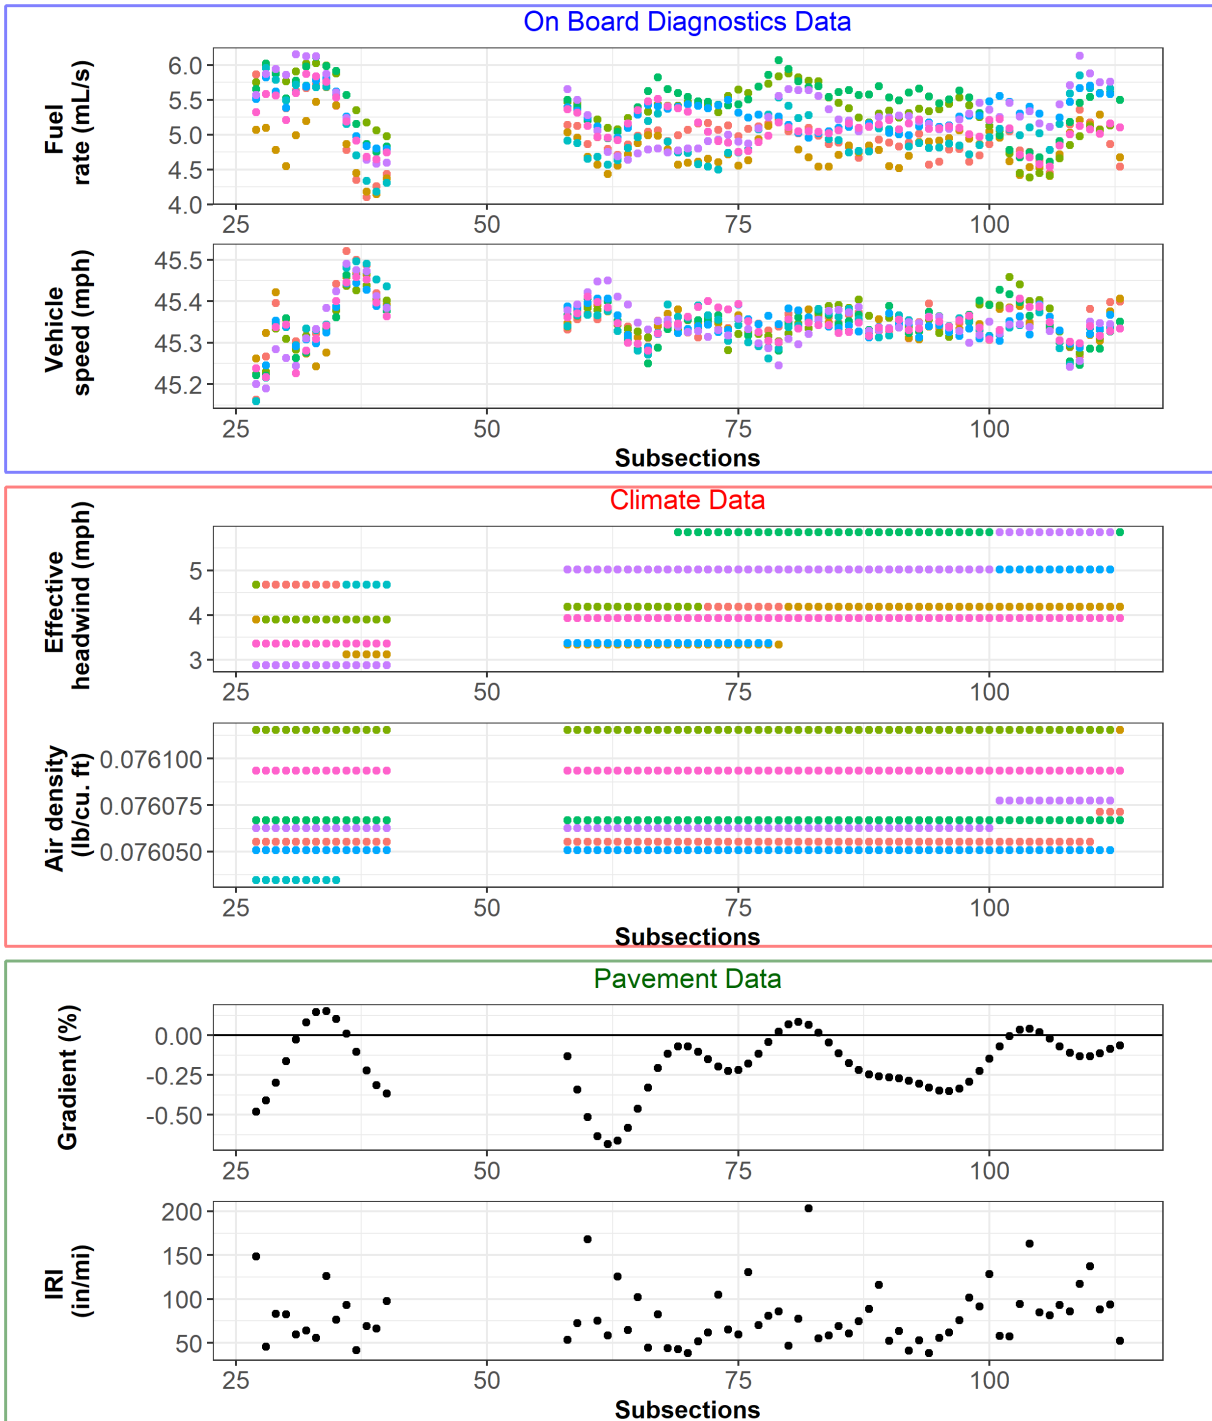 On Board Diagnostics Data
Fuel
rate (mL/s)
6.0
5.5
5.0
4.5
4.0
25 50 75 100
Vehicle
speed (mph)
45.5
45.4
45.3
45.2
25 50 75 100
Subsections
Climate Data
Effective
headwind (mph)
5
4
3
25 50 75 100
Air density
(lb/cu. ft)
0.076100
0.076075
0.076050
25 50 75 100
Subsections
Pavement Data
Gradient (%)
0.00
-0.25
-0.50
25 50 75 100
IRI
(in/mi)
200
150
100
50
25 50 75 100
Subsections